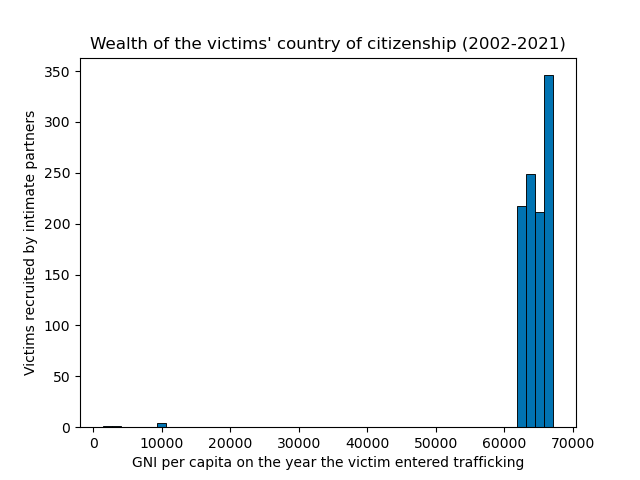 Wealth of the victims' country of citizenship (2002-2021)
350
300
250
200
150
100
50
0
Victims recruited by intimate partners
0 10000 20000 30000 40000 50000 60000 70000
GNI per capita on the year the victim entered trafficking